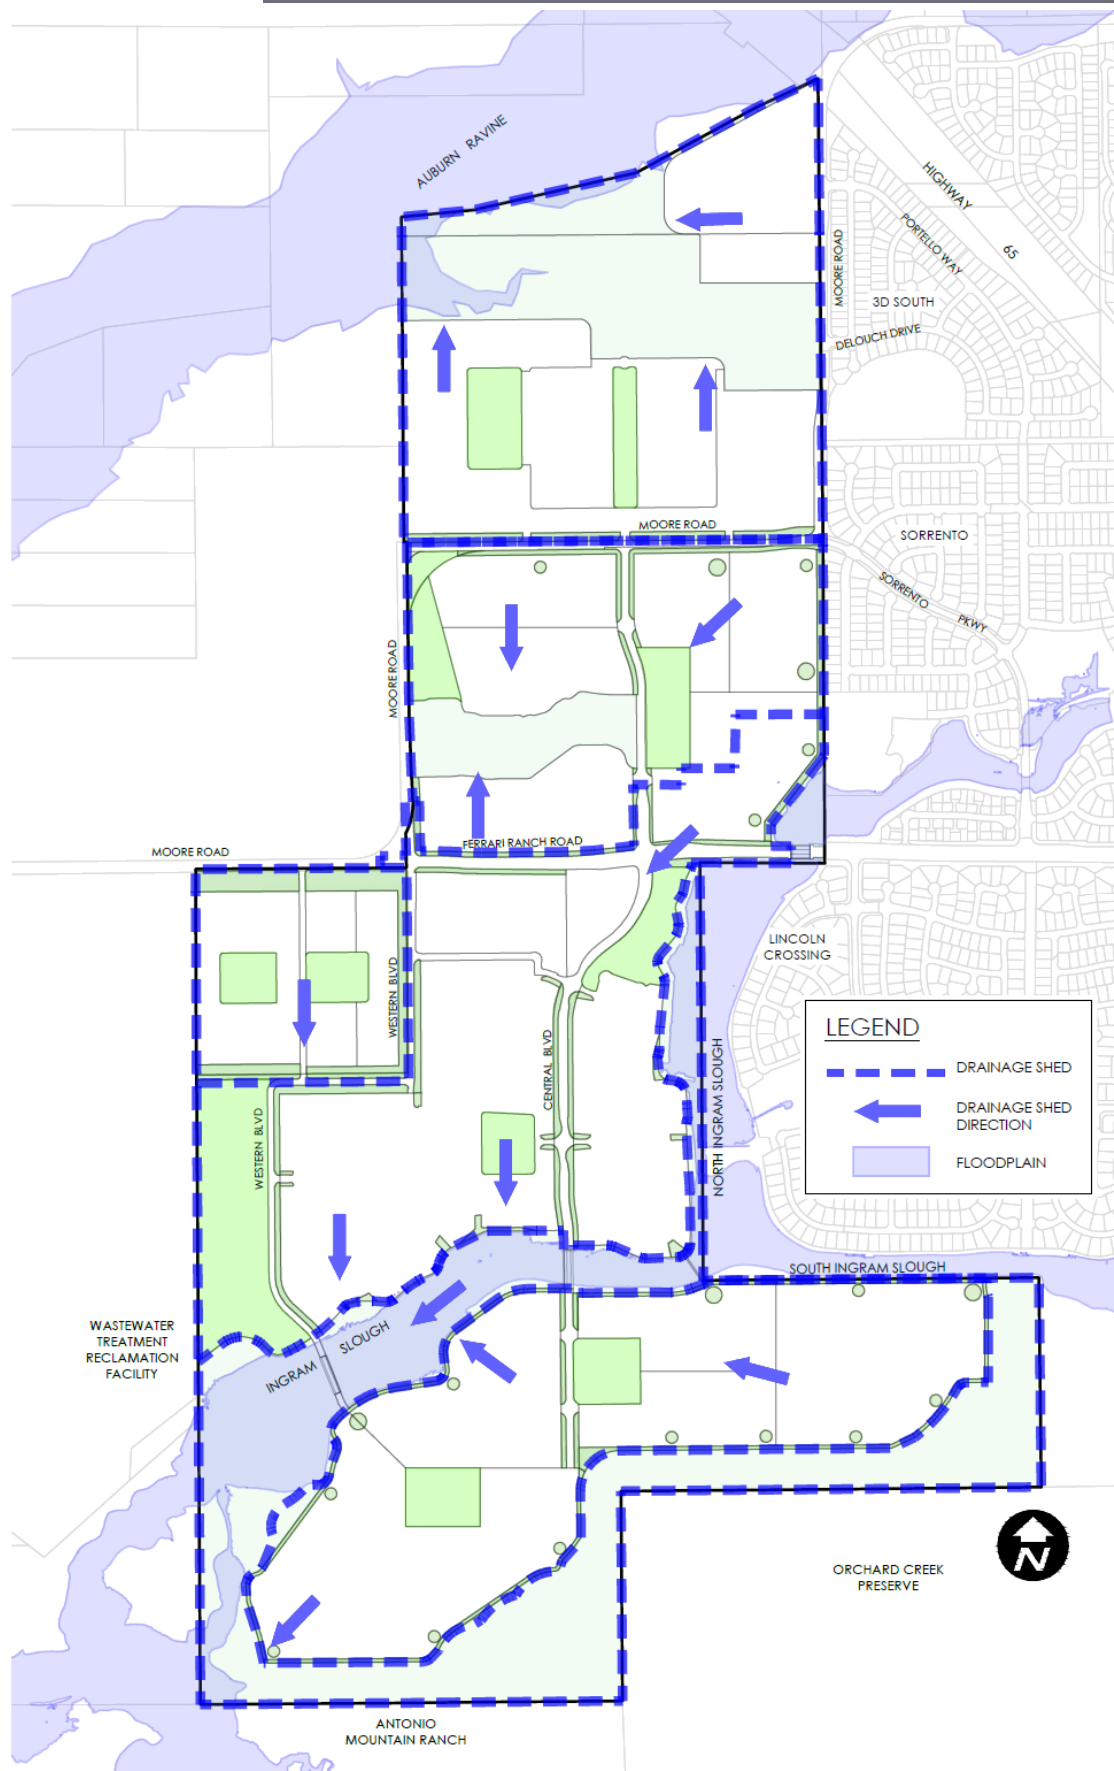 AUBURN RAVINE
HIGHWAY
65
PORTELLO WAY
MOORE ROAD
3D SOUTH
DELOUCH DRIVE
MOORE ROAD
SORRENTO
SORRENTO PKWY
MOORE ROAD
FERRARI RANCH ROAD
MOORE ROAD
LINCOLN
CROSSING
WESTERN BLVD
CENTRAL BLVD
NORTH INGRAM SLOUGH
LEGEND
DRAINAGE SHED
DRAINAGE SHED
DIRECTION
FLOODPLAIN
WESTERN BLVD
SOUTH INGRAM SLOUGH
WASTEWATER
TREATMENT
RECLAMATION
FACILITY
INGRAM SLOUGH
N
ORCHARD CREEK
PRESERVE
ANTONIO
MOUNTAIN RANCH